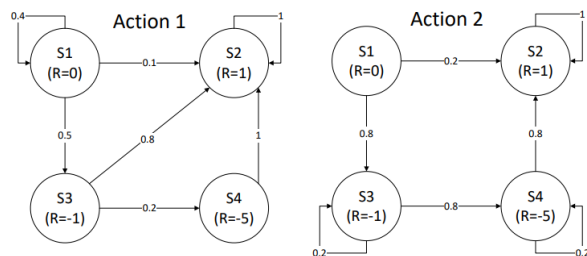 Action 1
0.4
S1
(R=0)
0.1
S2
(R=1)
1
0.5
0.8
1
S3
(R=-1)
0.2
S4
(R=-5)
Action 2
S1
(R=0)
0.2
S2
(R=1)
1
0.8
0.8
S3
(R=-1)
0.8
S4
(R=-5)
0.2
0.2